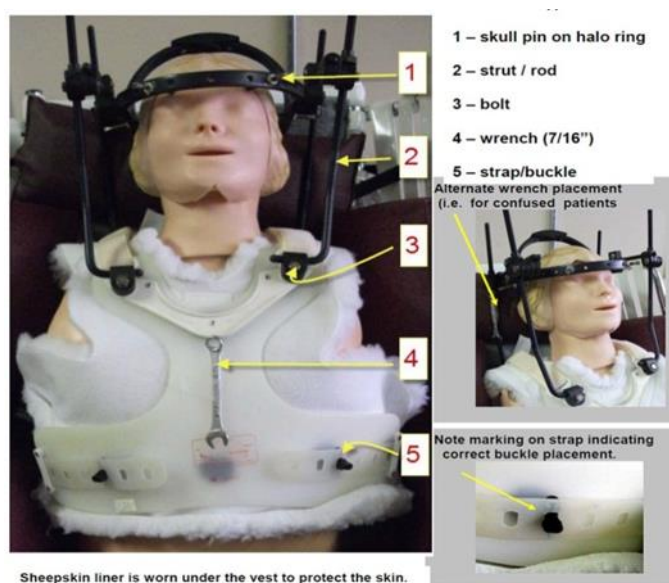 1 – skull pin on halo ring
2 – strut / rod
3 – bolt
4 – wrench (7/16”)
5 – strap/buckle
1
2
3
4
5
Alternate wrench placement
(i.e. for confused patients
Note marking on strap indicating
correct buckle placement.
Sheepskin liner is worn under the vest to protect the skin.